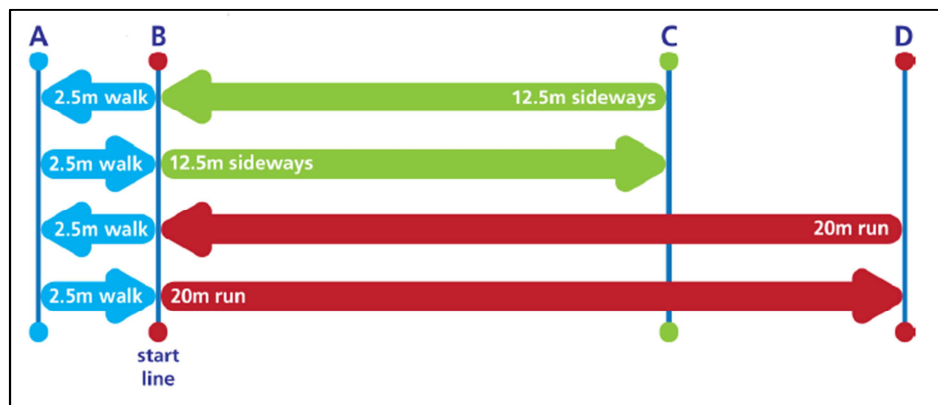 A B C D
2.5m walk 12.5m sideways
2.5m walk 12.5m sideways
2.5m walk 20m run
2.5m walk 20m run
start
line